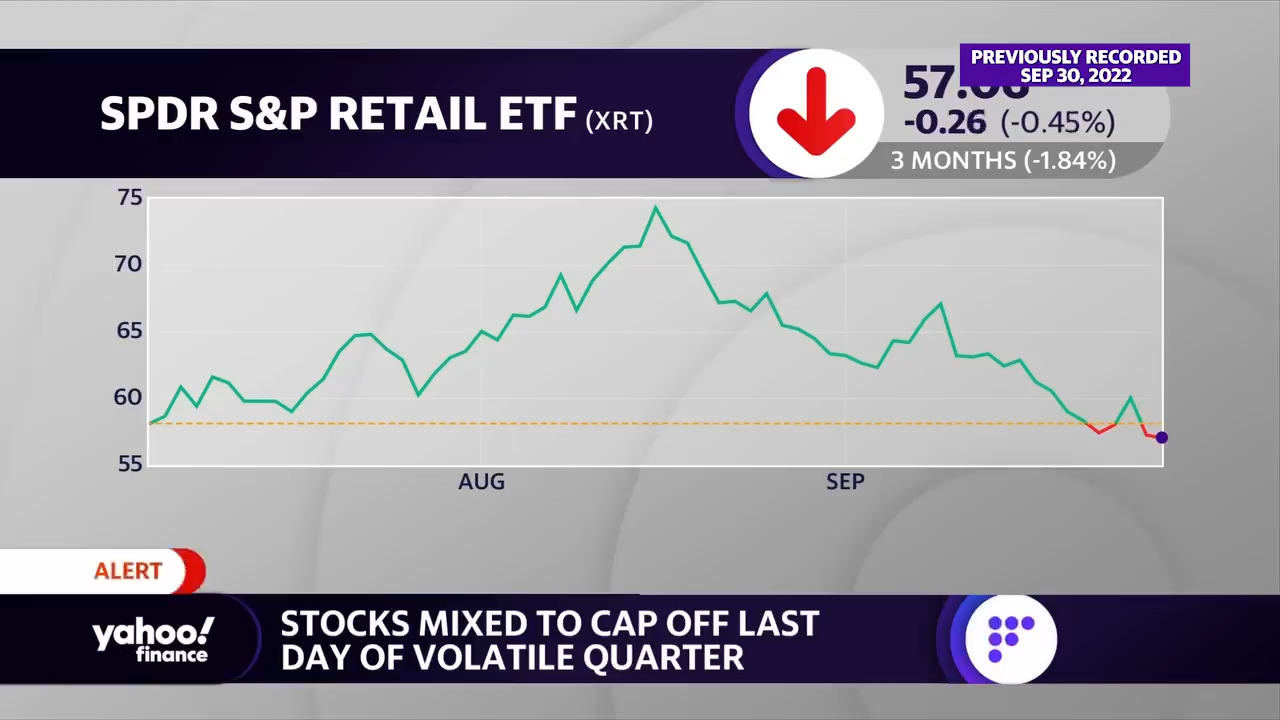 PREVIOUSLY RECORDED
SEP 30, 2022
SPDR S&P RETAIL ETF (XRT)
-0.26 (-0.45%)
3 MONTHS (-1.84%)
75
70
65
60
55
AUG SEP
ALERT
yahoo!
finance
STOCKS MIXED TO CAP OFF LAST
DAY OF VOLATILE QUARTER